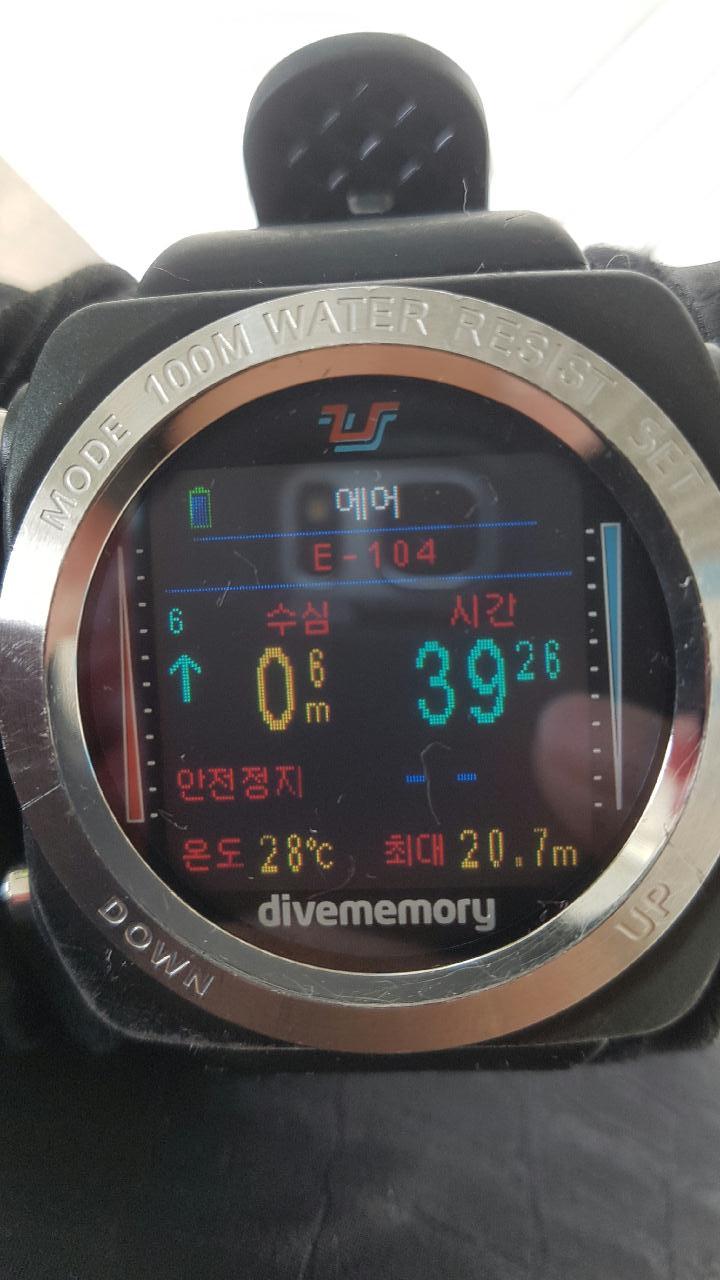 MODE 100M WATER RESIST SET
에어
E-104
6 수심 시간
0 6 m 39 26
안전정지 -- 
온도 28℃ 최대 20.7m
divememory
DOWN UP